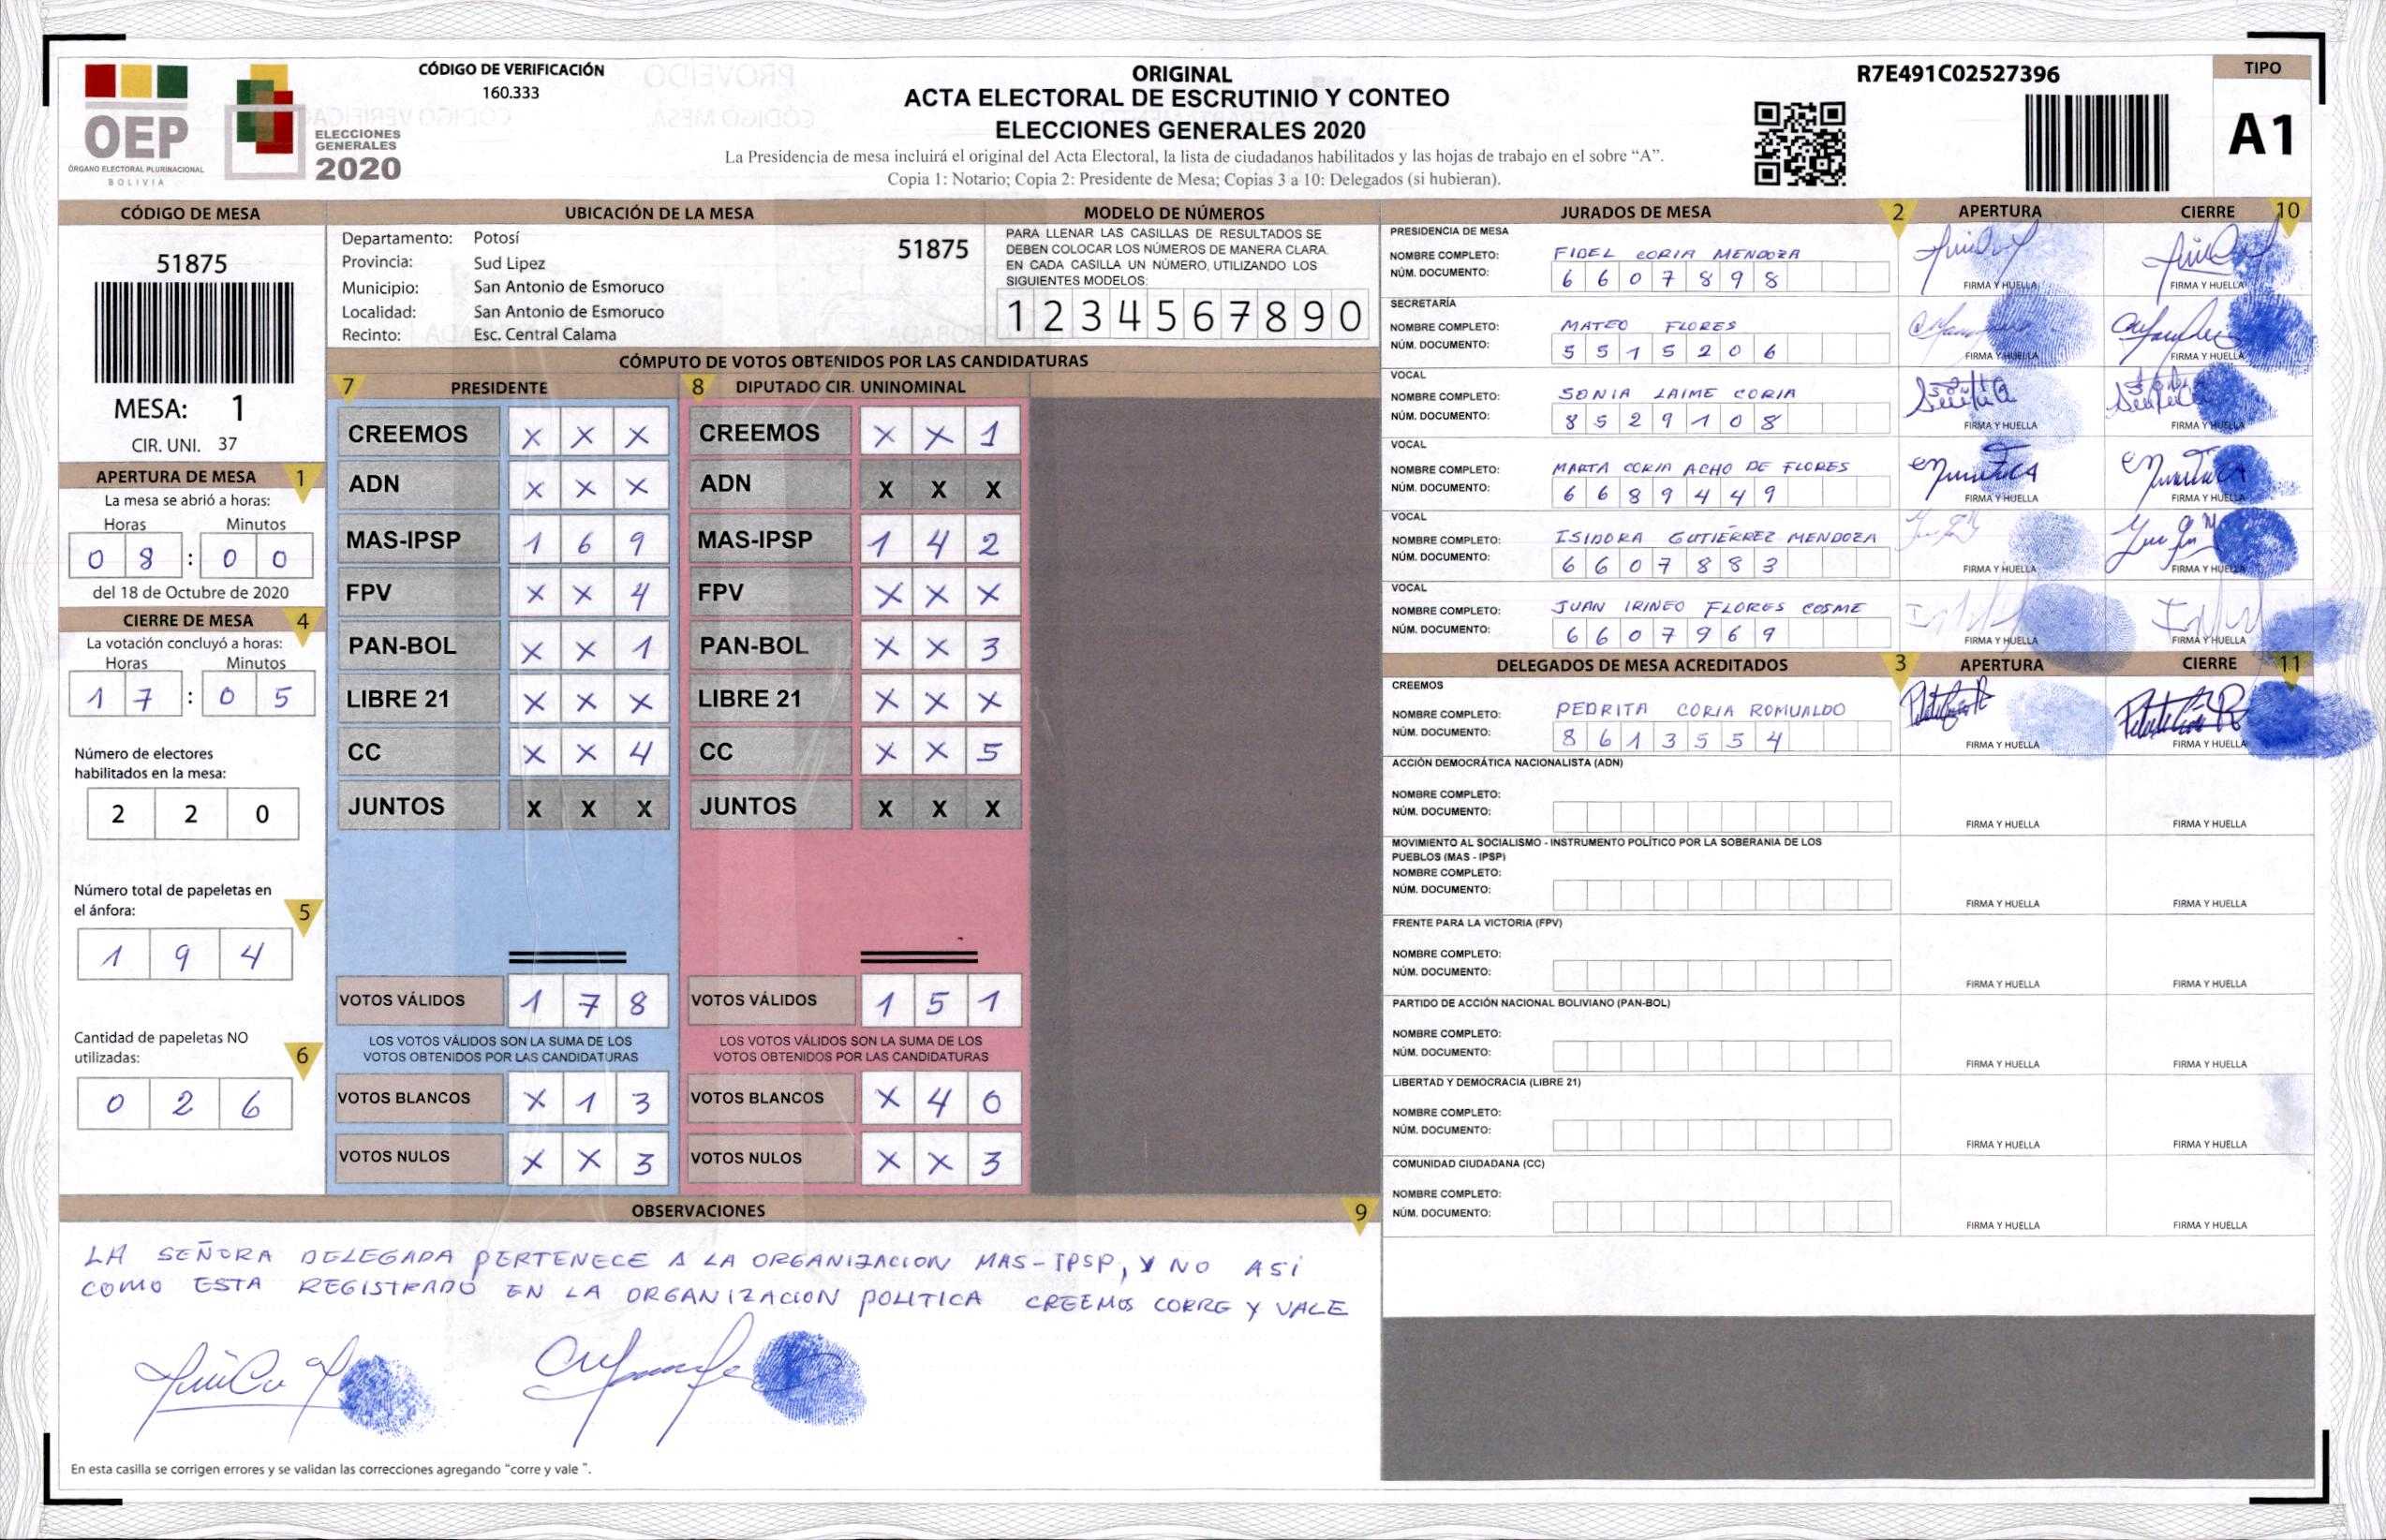 OEP
ÓRGANO ELECTORAL PLURINACIONAL
BOLIVIA
ELECCIONES
GENERALES
2020
CÓDIGO DE VERIFICACIÓN
160.333
ORIGINAL
ACTA ELECTORAL DE ESCRUTINIO Y CONTEO
ELECCIONES GENERALES 2020
La Presidencia de mesa incluirá el original del Acta Electoral, la lista de ciudadanos habilitados y las hojas de trabajo en el sobre “A”.
Copia 1: Notario; Copia 2: Presidente de Mesa; Copias 3 a 10: Delegados (si hubieran).
R7E491C02527396
TIPO
A1
CÓDIGO DE MESA
51875
MESA: 1
CIR. UNI. 37
APERTURA DE MESA 1
La mesa se abrió a horas:
Horas Minutos
0 8 : 0 0
del 18 de Octubre de 2020
CIERRE DE MESA 4
La votación concluyó a horas:
Horas Minutos
1 7 : 0 5
Número de electores
habilitados en la mesa:
2 2 0
Número total de papeletas en
el ánfora: 5
1 9 4
Cantidad de papeletas NO
utilizadas: 6
0 2 6
UBICACIÓN DE LA MESA
Departamento: Potosí
51875
Provincia: Sud Lipez
Municipio: San Antonio de Esmoruco
Localidad: San Antonio de Esmoruco
Recinto: Esc. Central Calama
MODELO DE NÚMEROS
PARA LLENAR LAS CASILLAS DE RESULTADOS SE
DEBEN COLOCAR LOS NÚMEROS DE MANERA CLARA.
EN CADA CASILLA UN NÚMERO, UTILIZANDO LOS
SIGUIENTES MODELOS:
1 2 3 4 5 6 7 8 9 0
CÓMPUTO DE VOTOS OBTENIDOS POR LAS CANDIDATURAS
7 PRESIDENTE
CREEMOS X X X
ADN X X X
MAS-IPSP 1 6 9
FPV X X 4
PAN-BOL X X 1
LIBRE 21 X X X
CC X X 4
JUNTOS X X X
VOTOS VÁLIDOS 1 7 8
LOS VOTOS VÁLIDOS SON LA SUMA DE LOS
VOTOS OBTENIDOS POR LAS CANDIDATURAS
VOTOS BLANCOS X 1 3
VOTOS NULOS X X 3
8 DIPUTADO CIR. UNINOMINAL
CREEMOS X X 1
ADN X X X
MAS-IPSP 1 4 2
FPV X X X
PAN-BOL X X 3
LIBRE 21 X X X
CC X X 5
JUNTOS X X X
VOTOS VÁLIDOS 1 5 1
LOS VOTOS VÁLIDOS SON LA SUMA DE LOS
VOTOS OBTENIDOS POR LAS CANDIDATURAS
VOTOS BLANCOS X 4 0
VOTOS NULOS X X 3
JURADOS DE MESA 2 APERTURA CIERRE 10
PRESIDENCIA DE MESA
NOMBRE COMPLETO: FIDEL CORIA MENDOZA
NÚM. DOCUMENTO: 6 6 0 7 8 9 8
FIRMA Y HUELLA FIRMA Y HUELLA
SECRETARÍA
NOMBRE COMPLETO: MATEO FLORES
NÚM. DOCUMENTO: 5 5 1 5 2 0 6
FIRMA Y HUELLA FIRMA Y HUELLA
VOCAL
NOMBRE COMPLETO: SONIA LAIME CORIA
NÚM. DOCUMENTO: 8 5 2 9 1 0 8
FIRMA Y HUELLA FIRMA Y HUELLA
VOCAL
NOMBRE COMPLETO: MARTA CORIA ACHO DE FLORES
NÚM. DOCUMENTO: 6 6 8 9 4 4 9
FIRMA Y HUELLA FIRMA Y HUELLA
VOCAL
NOMBRE COMPLETO: ISIDORA GUTIÉRREZ MENDOZA
NÚM. DOCUMENTO: 6 6 0 7 8 8 3
FIRMA Y HUELLA FIRMA Y HUELLA
VOCAL
NOMBRE COMPLETO: JUAN IRINEO FLORES COSME
NÚM. DOCUMENTO: 6 6 0 7 9 6 9
FIRMA Y HUELLA FIRMA Y HUELLA
DELEGADOS DE MESA ACREDITADOS 3 APERTURA CIERRE 11
CREEMOS
NOMBRE COMPLETO: PEDRITA CORIA ROMUALDO
NÚM. DOCUMENTO: 8 6 1 3 5 5 4
FIRMA Y HUELLA FIRMA Y HUELLA
ACCIÓN DEMOCRÁTICA NACIONALISTA (ADN)
NOMBRE COMPLETO:
NÚM. DOCUMENTO:
FIRMA Y HUELLA FIRMA Y HUELLA
MOVIMIENTO AL SOCIALISMO - INSTRUMENTO POLÍTICO POR LA SOBERANIA DE LOS
PUEBLOS (MAS - IPSP)
NOMBRE COMPLETO:
NÚM. DOCUMENTO:
FIRMA Y HUELLA FIRMA Y HUELLA
FRENTE PARA LA VICTORIA (FPV)
NOMBRE COMPLETO:
NÚM. DOCUMENTO:
FIRMA Y HUELLA FIRMA Y HUELLA
PARTIDO DE ACCIÓN NACIONAL BOLIVIANO (PAN-BOL)
NOMBRE COMPLETO:
NÚM. DOCUMENTO:
FIRMA Y HUELLA FIRMA Y HUELLA
LIBERTAD Y DEMOCRACIA (LIBRE 21)
NOMBRE COMPLETO:
NÚM. DOCUMENTO:
FIRMA Y HUELLA FIRMA Y HUELLA
COMUNIDAD CIUDADANA (CC)
NOMBRE COMPLETO:
NÚM. DOCUMENTO:
FIRMA Y HUELLA FIRMA Y HUELLA
OBSERVACIONES 9
LA SEÑORA DELEGADA PERTENECE A LA ORGANIZACION MAS-IPSP, Y NO ASI
COMO ESTA REGISTRADO EN LA ORGANIZACION POLITICA CREEMOS CORRE Y VALE
En esta casilla se corrigen errores y se validan las correcciones agregando “corre y vale ”.